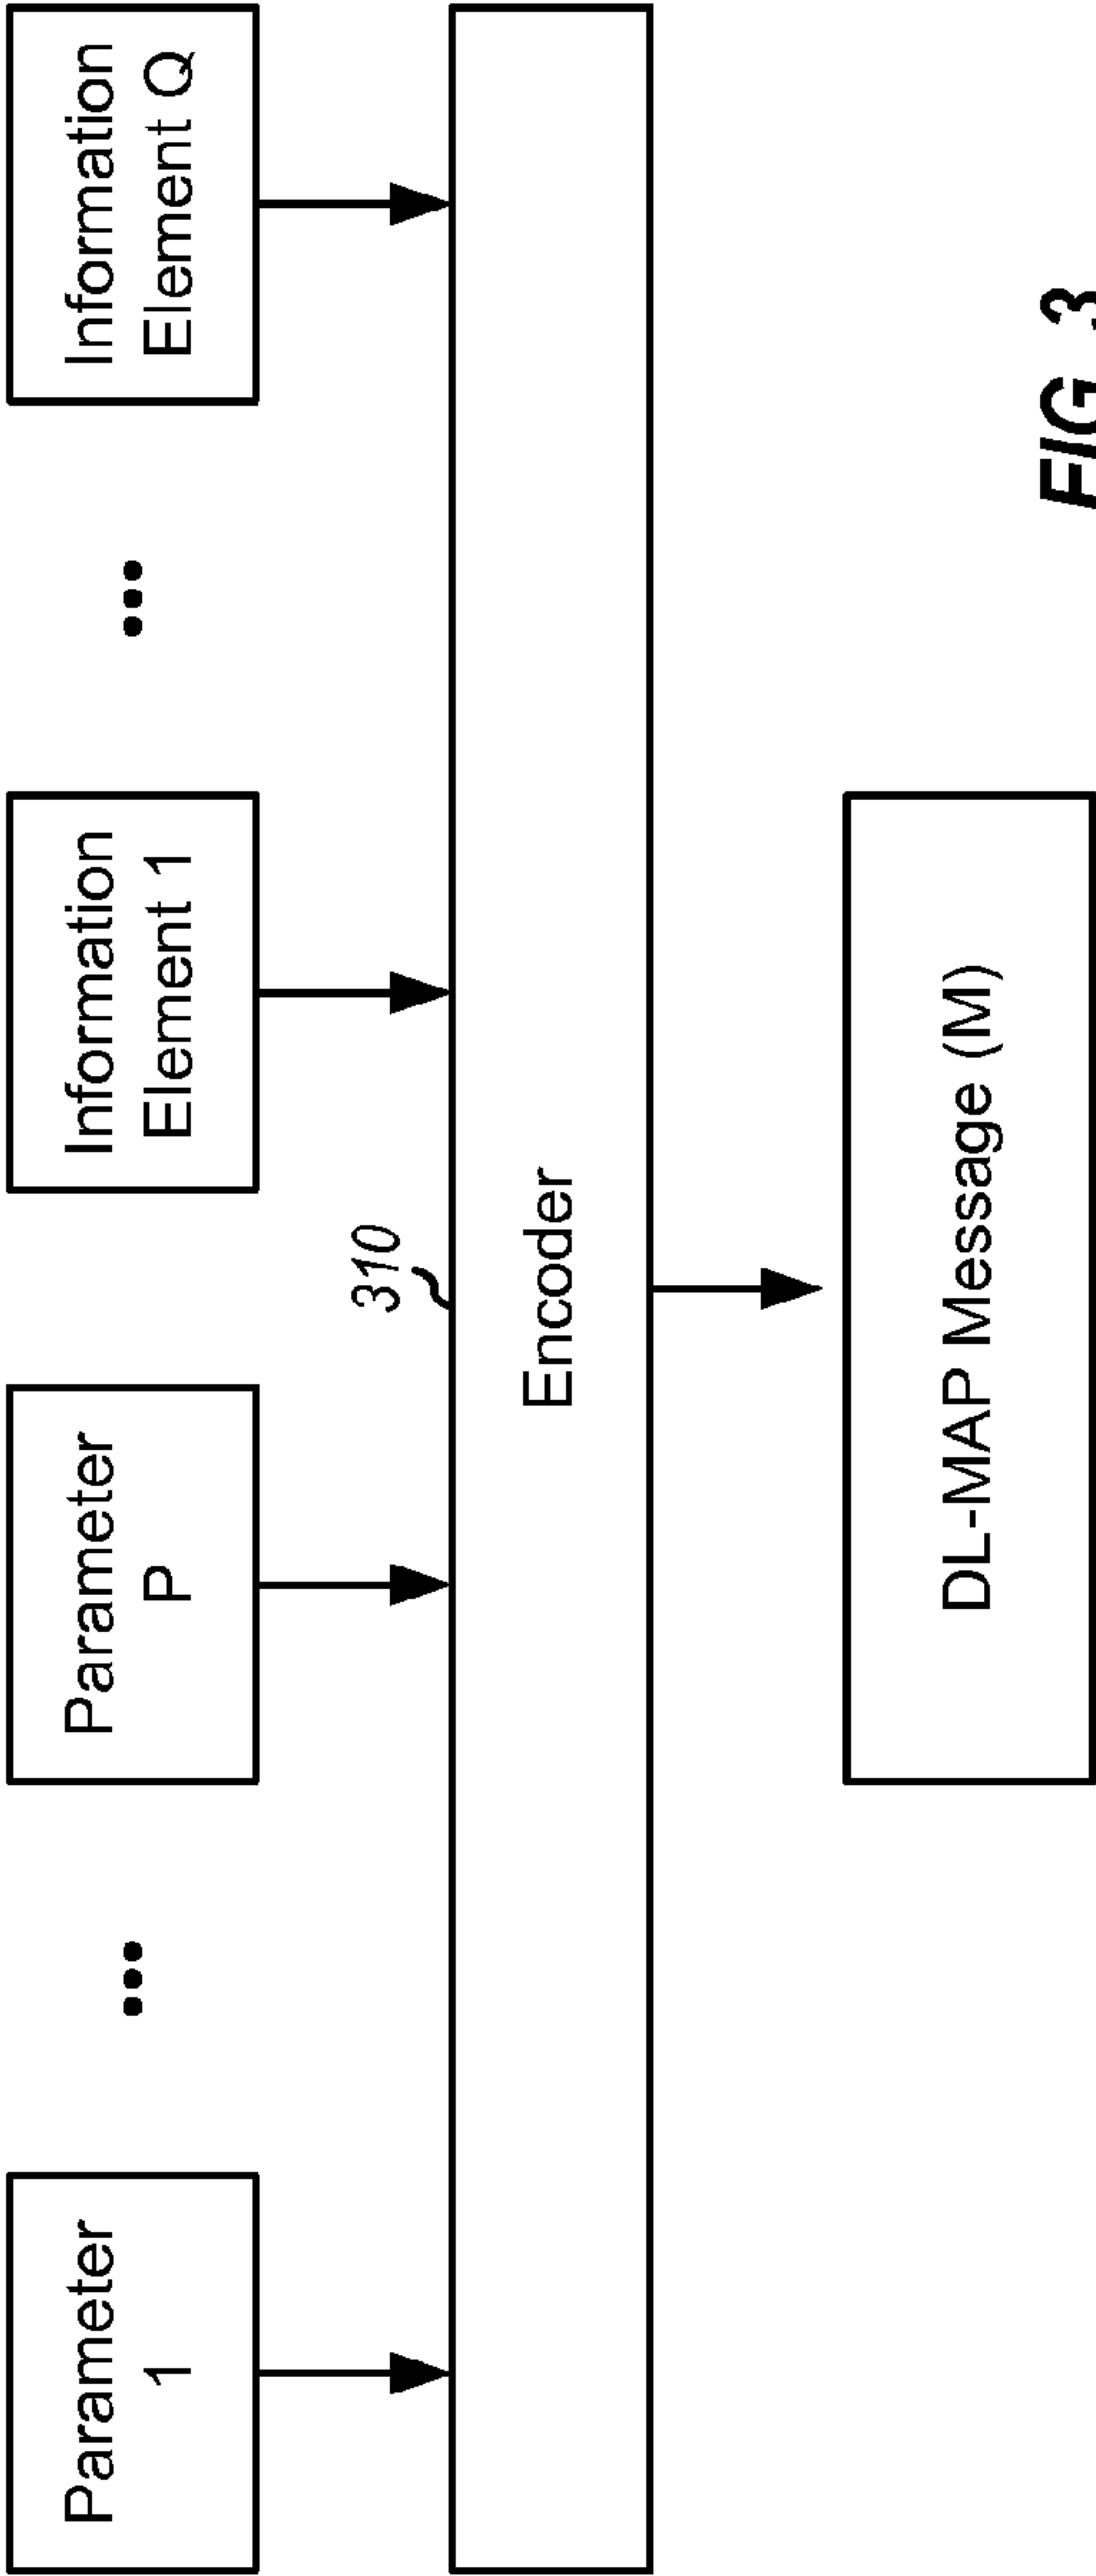 Parameter
1
...
Parameter
P
Information
Element 1
...
Information
Element Q
310
Encoder
DL-MAP Message (M)
FIG. 3